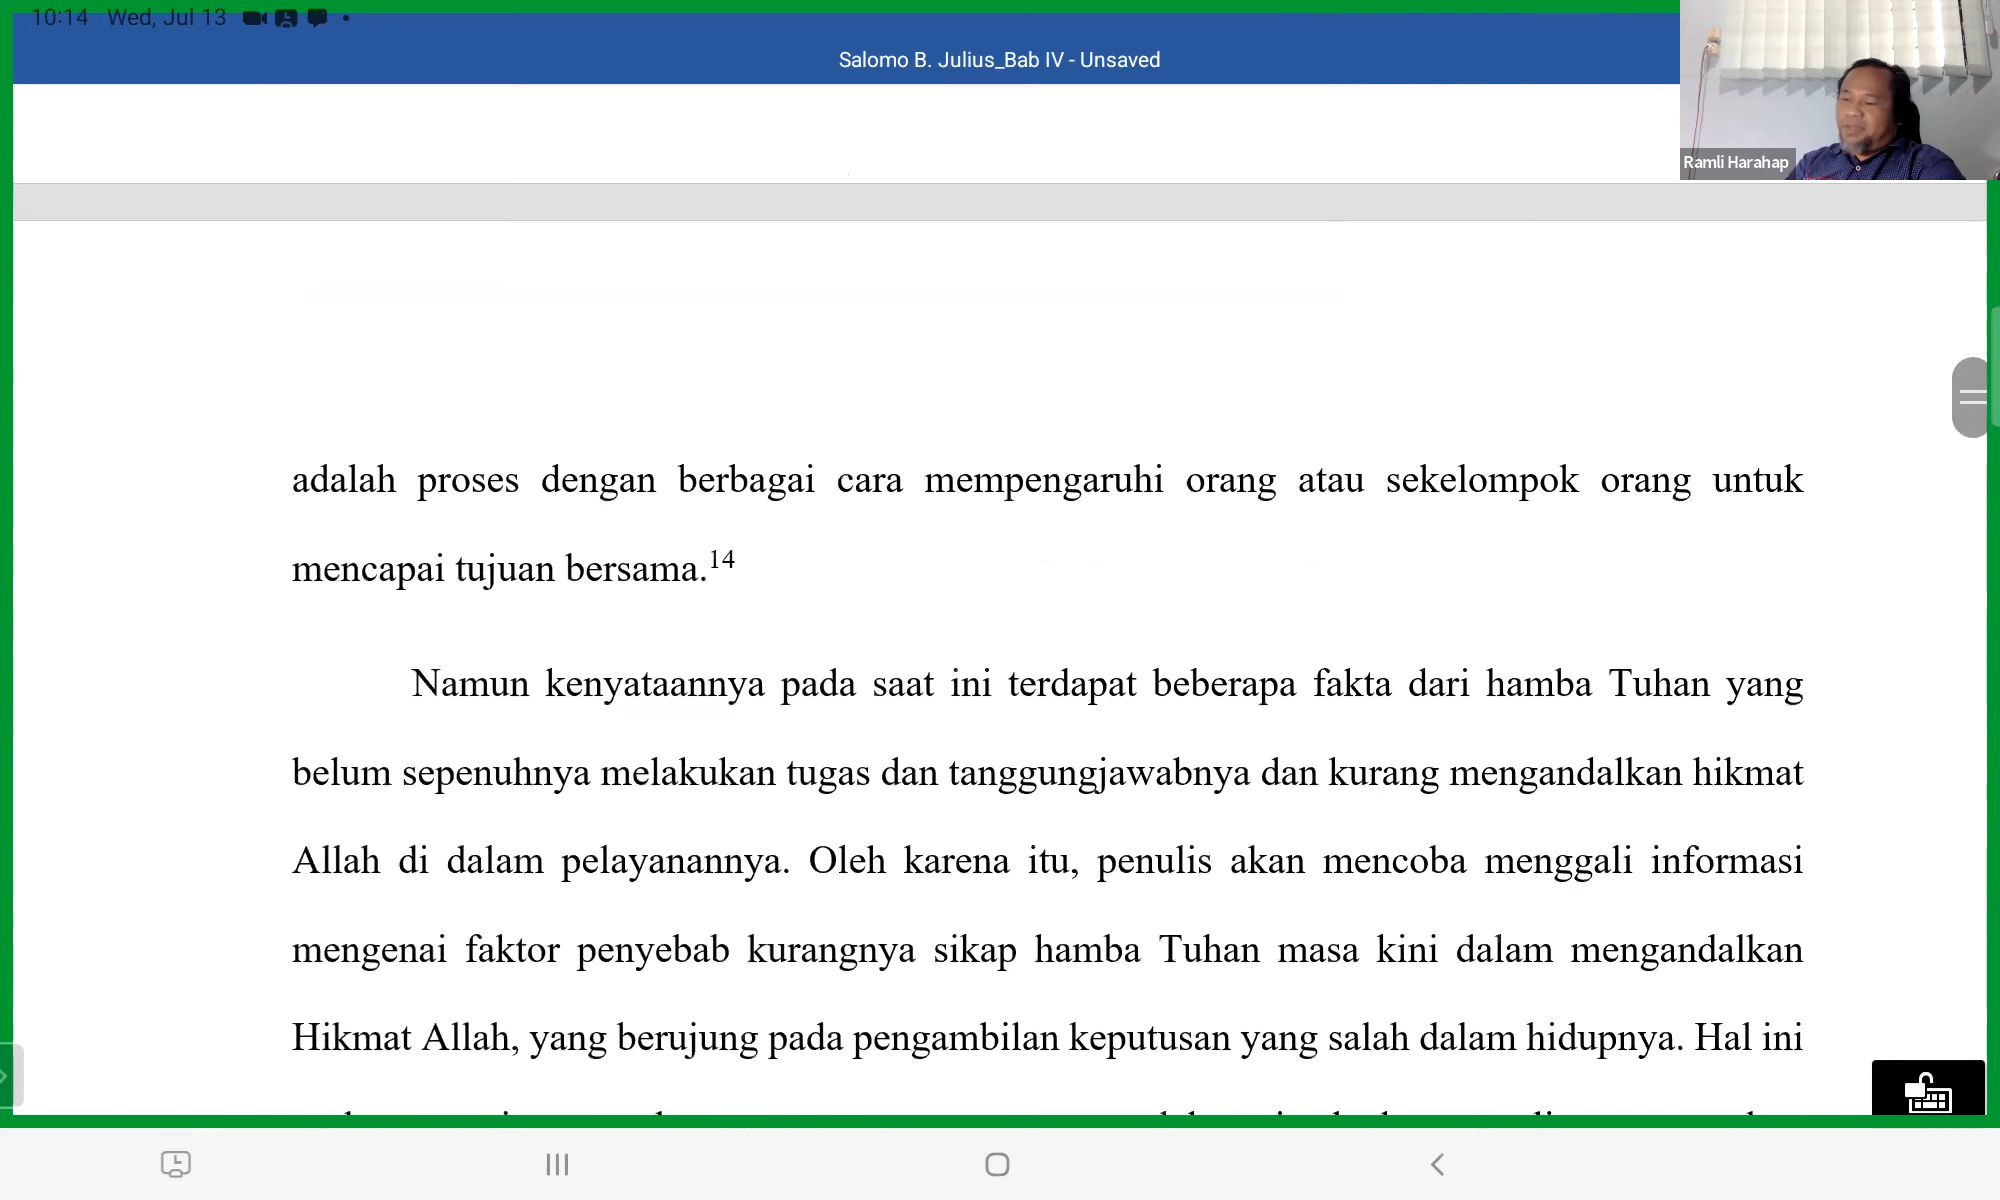 10:14 Wed, Jul 13
Salomo B. Julius_Bab IV - Unsaved
Ramli Harahap
adalah proses dengan berbagai cara mempengaruhi orang atau sekelompok orang untuk
mencapai tujuan bersama.14
Namun kenyataannya pada saat ini terdapat beberapa fakta dari hamba Tuhan yang
belum sepenuhnya melakukan tugas dan tanggungjawabnya dan kurang mengandalkan hikmat
Allah di dalam pelayanannya. Oleh karena itu, penulis akan mencoba menggali informasi
mengenai faktor penyebab kurangnya sikap hamba Tuhan masa kini dalam mengandalkan
Hikmat Allah, yang berujung pada pengambilan keputusan yang salah dalam hidupnya. Hal ini